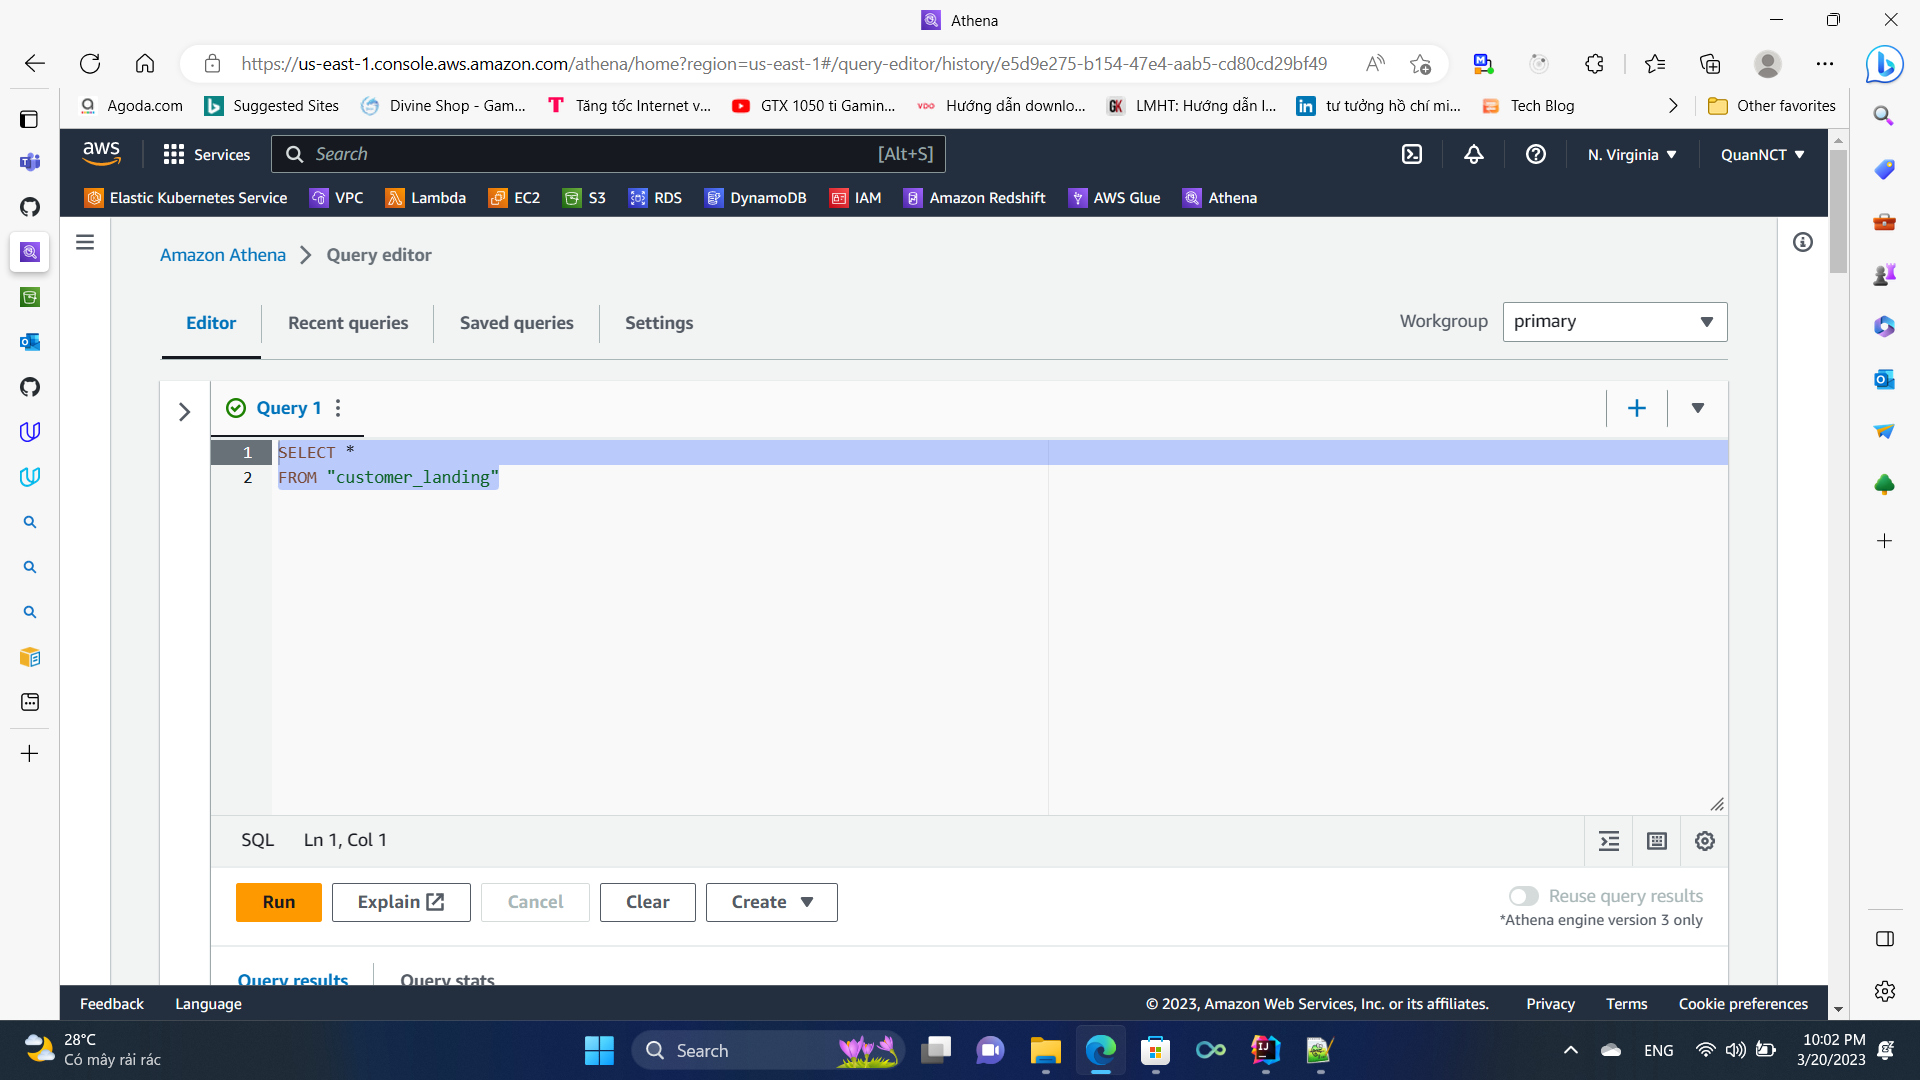 Athena
https://us-east-1.console.aws.amazon.com/athena/home?region=us-east-1#/query-editor/history/e5d9e275-b154-47e4-aab5-cd80cd29bf49
Agoda.com Suggested Sites Divine Shop - Gam... Tăng tốc Internet v... GTX 1050 ti Gamin... Hướng dẫn downlo... LMHT: Hướng dẫn l... tư tưởng hồ chí mi... Tech Blog Other favorites
aws Services Search [Alt+S] N. Virginia QuanNCT
Elastic Kubernetes Service VPC Lambda EC2 S3 RDS DynamoDB IAM Amazon Redshift AWS Glue Athena
Amazon Athena Query editor
Editor Recent queries Saved queries Settings Workgroup primary
Query 1
1 SELECT *
2 FROM "customer_landing"
SQL Ln 1, Col 1
Run Explain Cancel Clear Create Reuse query results
*Athena engine version 3 only
Query results Query stats
Feedback Language © 2023, Amazon Web Services, Inc. or its affiliates. Privacy Terms Cookie preferences
28°C
Có mây rải rác
Search
ENG
10:02 PM
3/20/2023